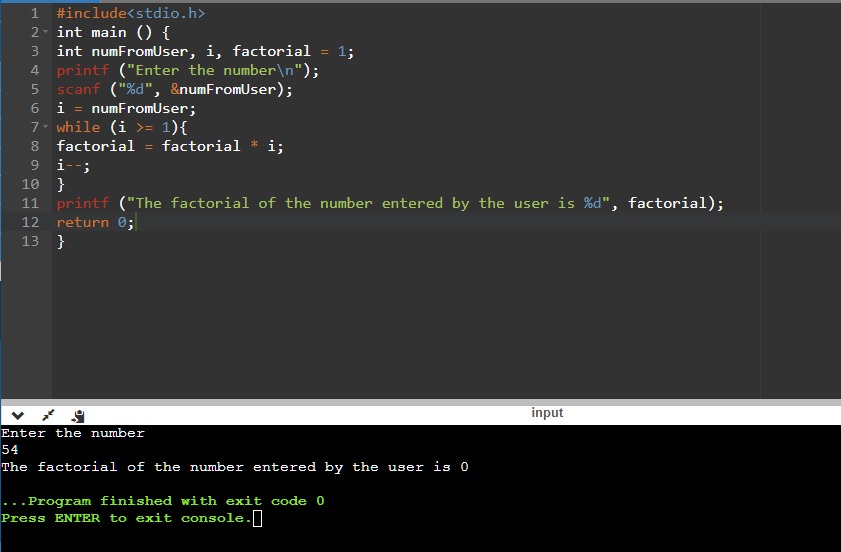 1 #include<stdio.h>
2 int main () {
3 int numFromUser, i, factorial = 1;
4 printf ("Enter the number\n");
5 scanf ("%d", &numFromUser);
6 i = numFromUser;
7 while (i >= 1){
8 factorial = factorial * i;
9 i--;
10 }
11 printf ("The factorial of the number entered by the user is %d", factorial);
12 return 0;
13 }
input
Enter the number
54
The factorial of the number entered by the user is 0
...Program finished with exit code 0
Press ENTER to exit console.